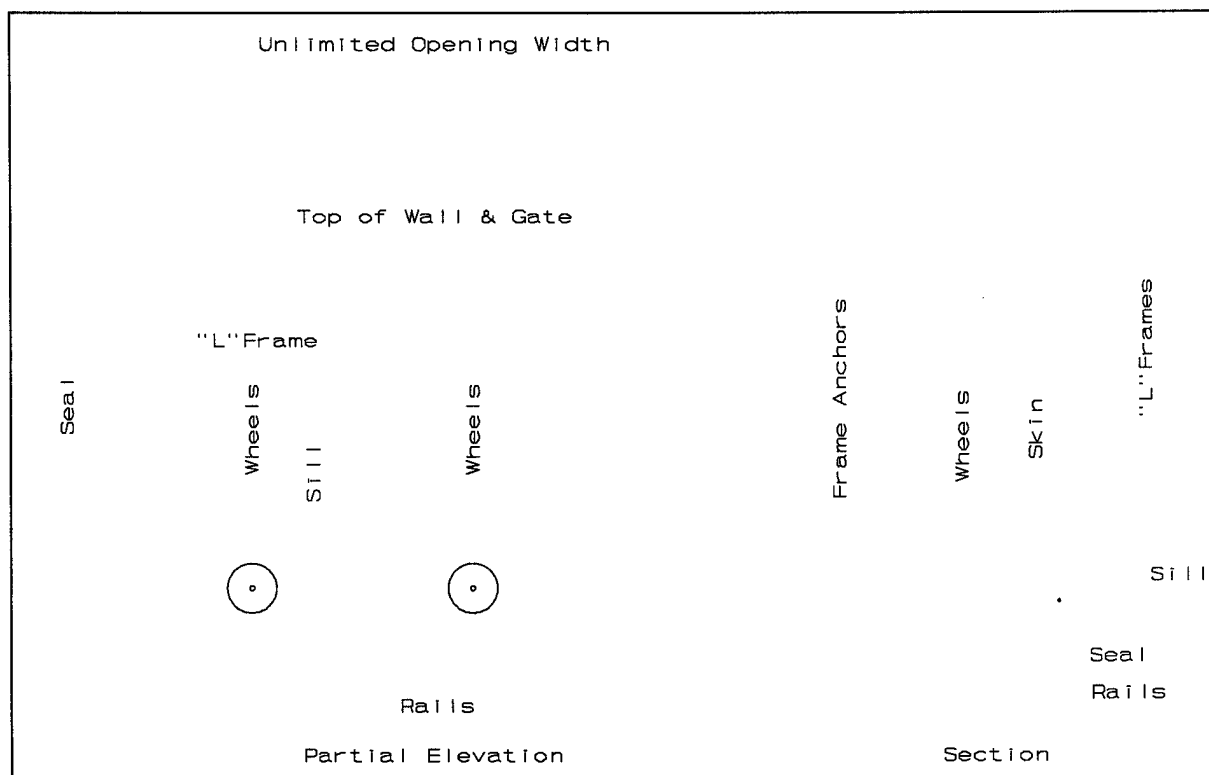 Unlimited Opening Width
Top of Wall & Gate
"L"Frame
Seal
Wheels
Sill
Wheels
Rails
Partial Elevation
Frame Anchors
Wheels
Skin
"L"Frames
Sill
Seal
Rails
Section